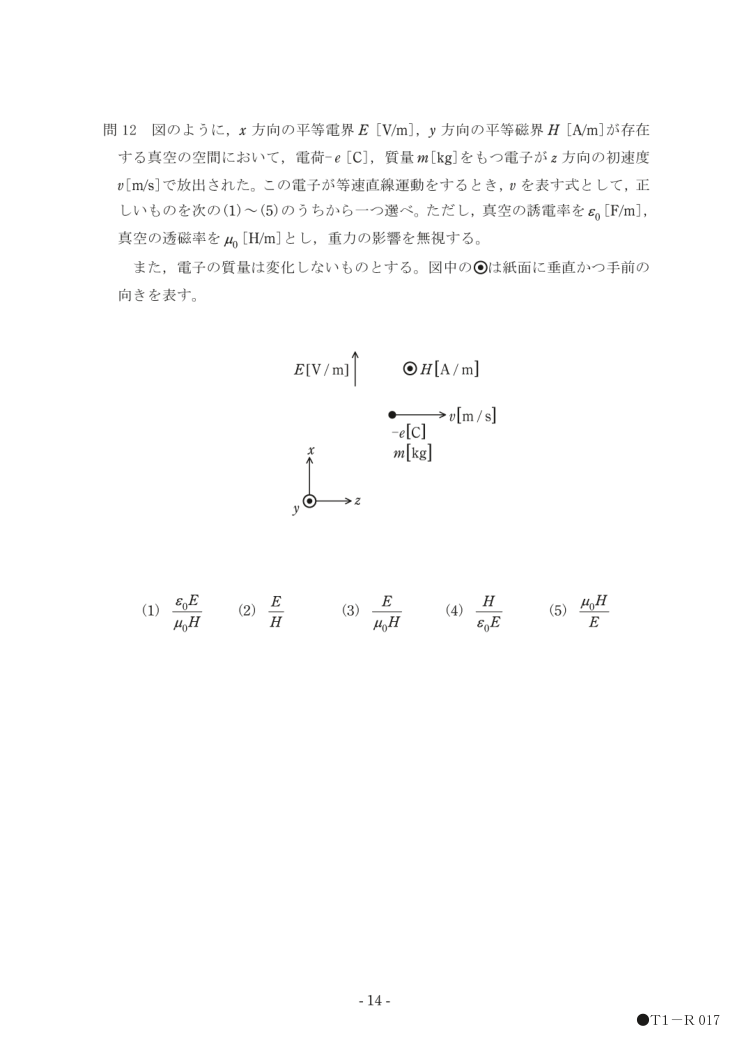 問 12 図のように，x 方向の平等電界 E［V/m］，y 方向の平等磁界 H［A/m］が存在
する真空の空間において，電荷−e［C］，質量 m[kg]をもつ電子が z 方向の初速度
v［m/s］で放出された。この電子が等速直線運動をするとき，v を表す式として，正
しいものを次の(1)～(5)のうちから一つ選べ。ただし，真空の誘電率を ε₀［F/m］，
真空の透磁率を μ₀［H/m］とし，重力の影響を無視する。
また，電子の質量は変化しないものとする。図中の⦿は紙面に垂直かつ手前の
向きを表す。
E[V/m] ⦿ H[A/m]
v[m/s]
−e[C]
m[kg]
x
y z
(1) ε₀E/μ₀H (2) E/H (3) E/μ₀H (4) H/ε₀E (5) μ₀H/E
- 14 -
●T1−R 017